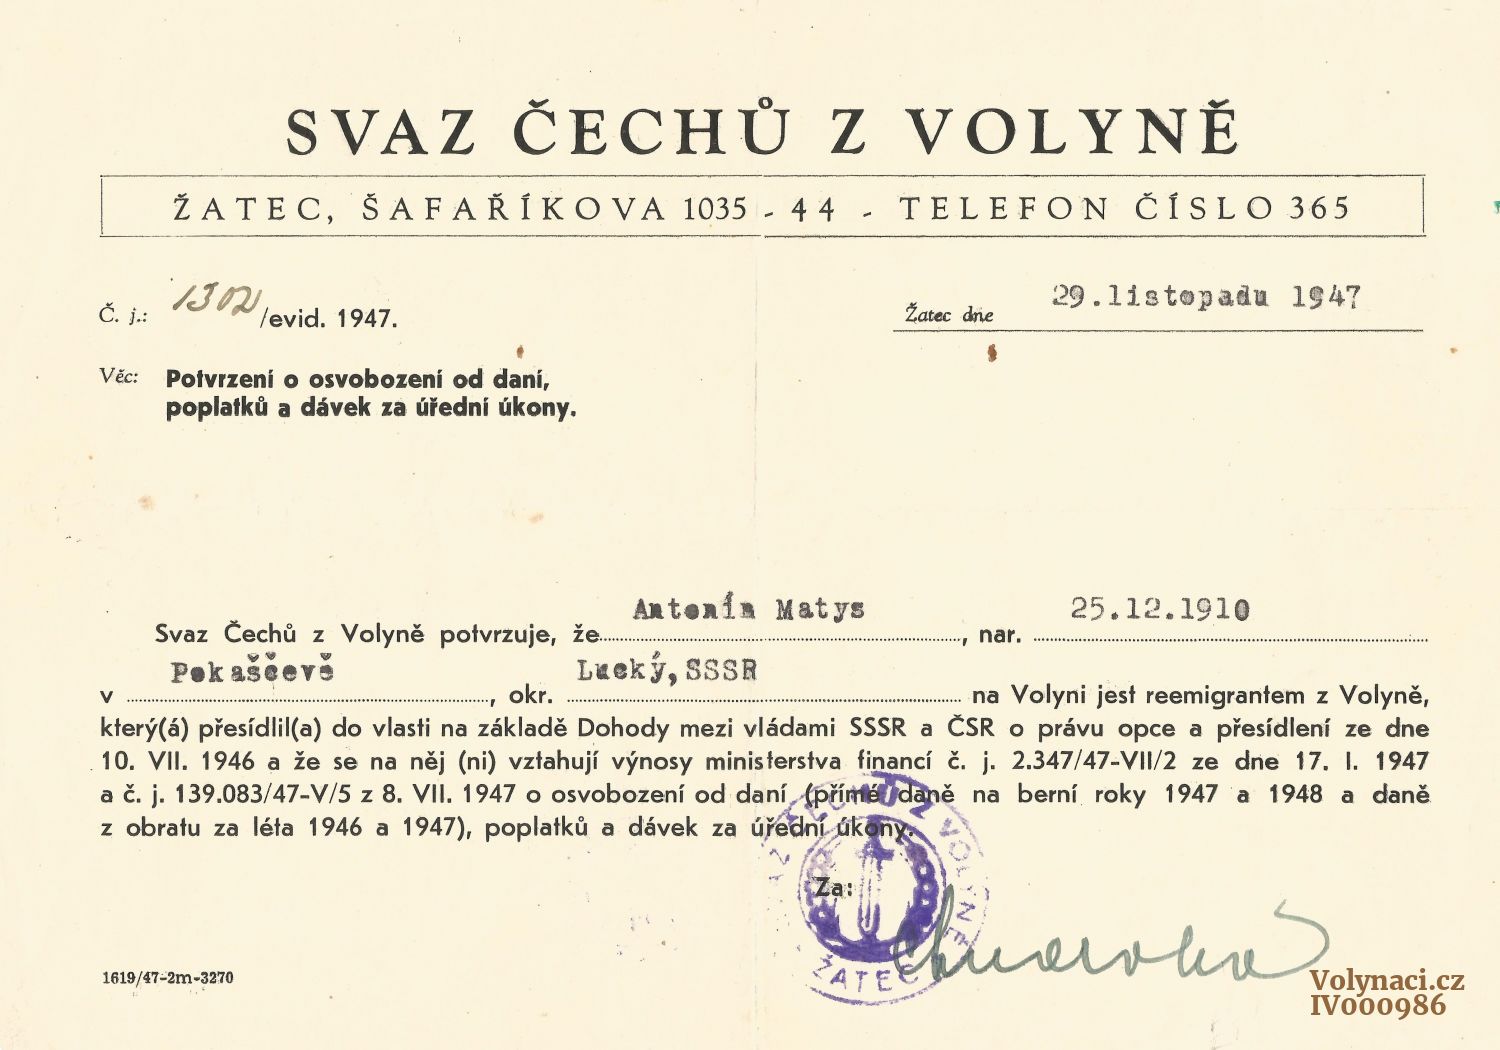 SVAZ ČECHŮ Z VOLYNĚ
ŽATEC, ŠAFAŘÍKOVA 1035 - 44 - TELEFON ČÍSLO 365
Č. j.: 1302/evid. 1947.
Žatec dne 29.listopadu 1947
Věc: Potvrzení o osvobození od daní,
poplatků a dávek za úřední úkony.
Svaz Čechů z Volyně potvrzuje, že Antonín Matys, nar. 25.12.1910
v Pokaščevě, okr. Lucký,SSSR na Volyni jest reemigrantem z Volyně,
který(á) přesídlil(a) do vlasti na základě Dohody mezi vládami SSSR a ČSR o právu opce a přesídlení ze dne
10. VII. 1946 a že se na něj (ni) vztahují výnosy ministerstva financí č. j. 2.347/47-VII/2 ze dne 17. I. 1947
a č. j. 139.083/47-V/5 z 8. VII. 1947 o osvobození od daní (přímé daně na berní roky 1947 a 1948 a daně
z obratu za léta 1946 a 1947), poplatků a dávek za úřední úkony.
Za:
SVAZ ČECHŮ Z VOLYNĚ
ŽATEC
1619/47-2m-3270
Volynaci.cz
IV000986